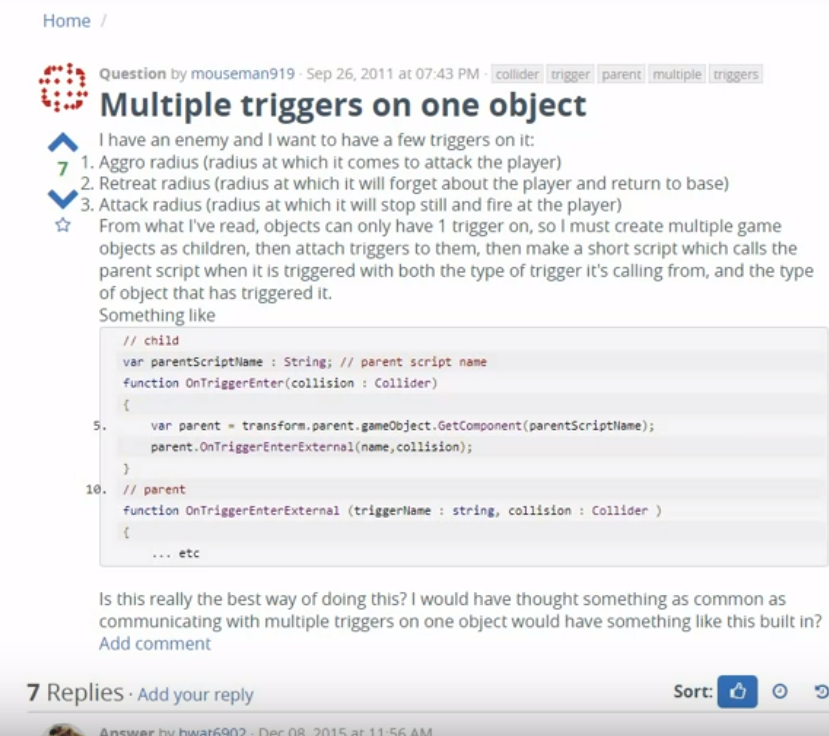 Home /
Question by mouseman919 · Sep 26, 2011 at 07:43 PM · collider trigger parent multiple triggers
Multiple triggers on one object
I have an enemy and I want to have a few triggers on it:
7
1. Aggro radius (radius at which it comes to attack the player)
2. Retreat radius (radius at which it will forget about the player and return to base)
3. Attack radius (radius at which it will stop still and fire at the player)
From what I've read, objects can only have 1 trigger on, so I must create multiple game
objects as children, then attach triggers to them, then make a short script which calls the
parent script when it is triggered with both the type of trigger it's calling from, and the type
of object that has triggered it.
Something like
// child
var parentScriptName : String; // parent script name
function OnTriggerEnter(collision : Collider)
{
5. var parent = transform.parent.gameObject.GetComponent(parentScriptName);
parent.OnTriggerEnterExternal(name,collision);
}
10. // parent
function OnTriggerEnterExternal (triggerName : string, collision : Collider )
{
... etc
Is this really the best way of doing this? I would have thought something as common as
communicating with multiple triggers on one object would have something like this built in?
Add comment
7 Replies · Add your reply
Sort:
Answer by bwat6902 · Dec 08, 2015 at 11:56 AM